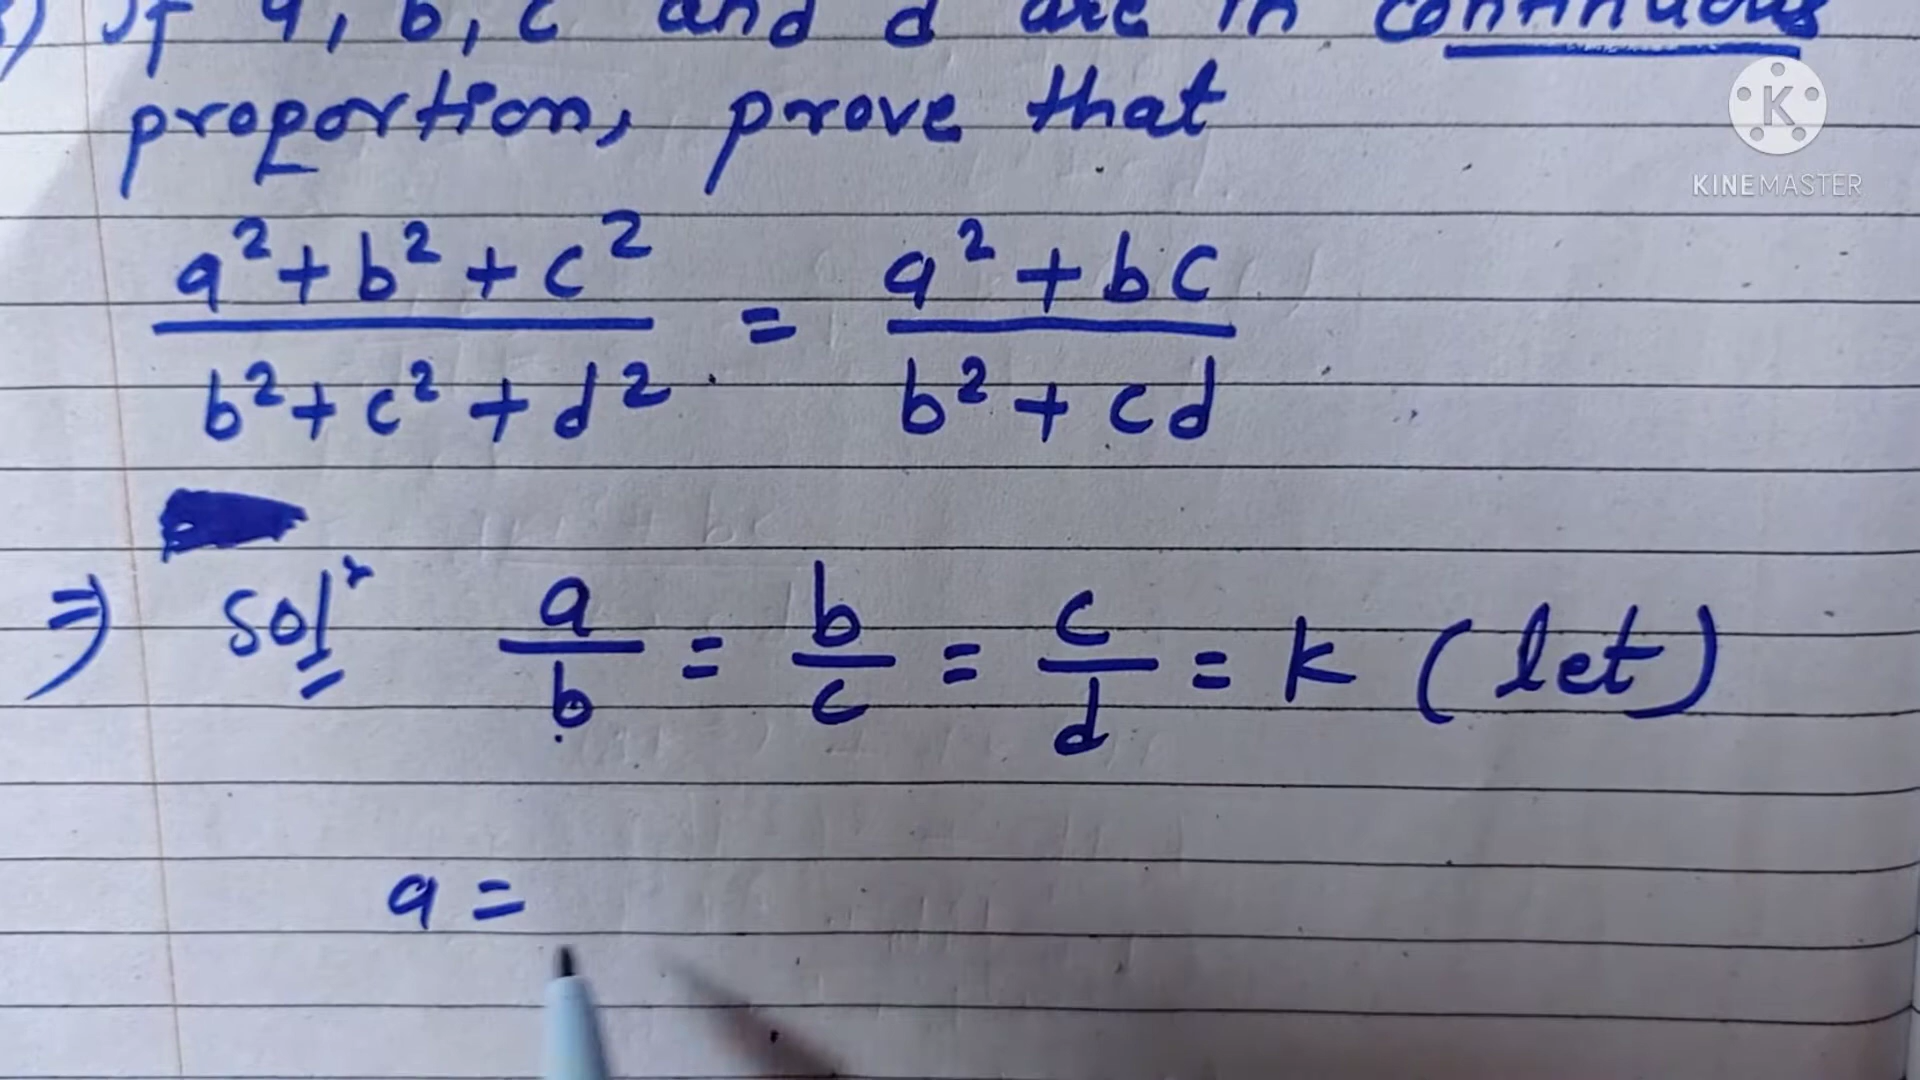 If a, b, c and d are in continuous
proportion, prove that
KINEMASTER
a²+b²+c² / b²+c²+d² = a²+bc / b²+cd
=> Solⁿ a/b = b/c = c/d = K (let)
a =